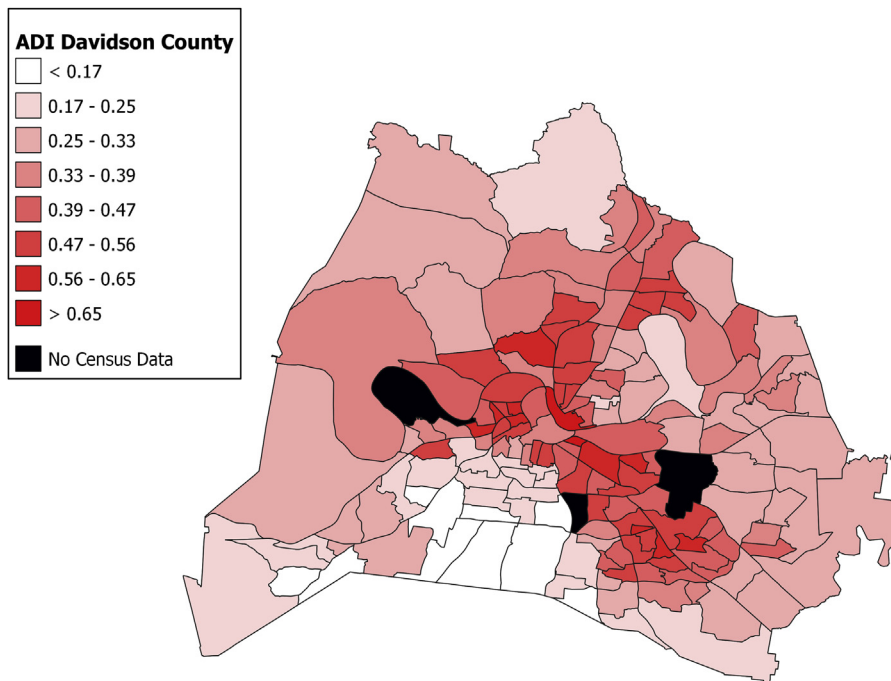 ADI Davidson County
< 0.17
0.17 - 0.25
0.25 - 0.33
0.33 - 0.39
0.39 - 0.47
0.47 - 0.56
0.56 - 0.65
> 0.65
No Census Data